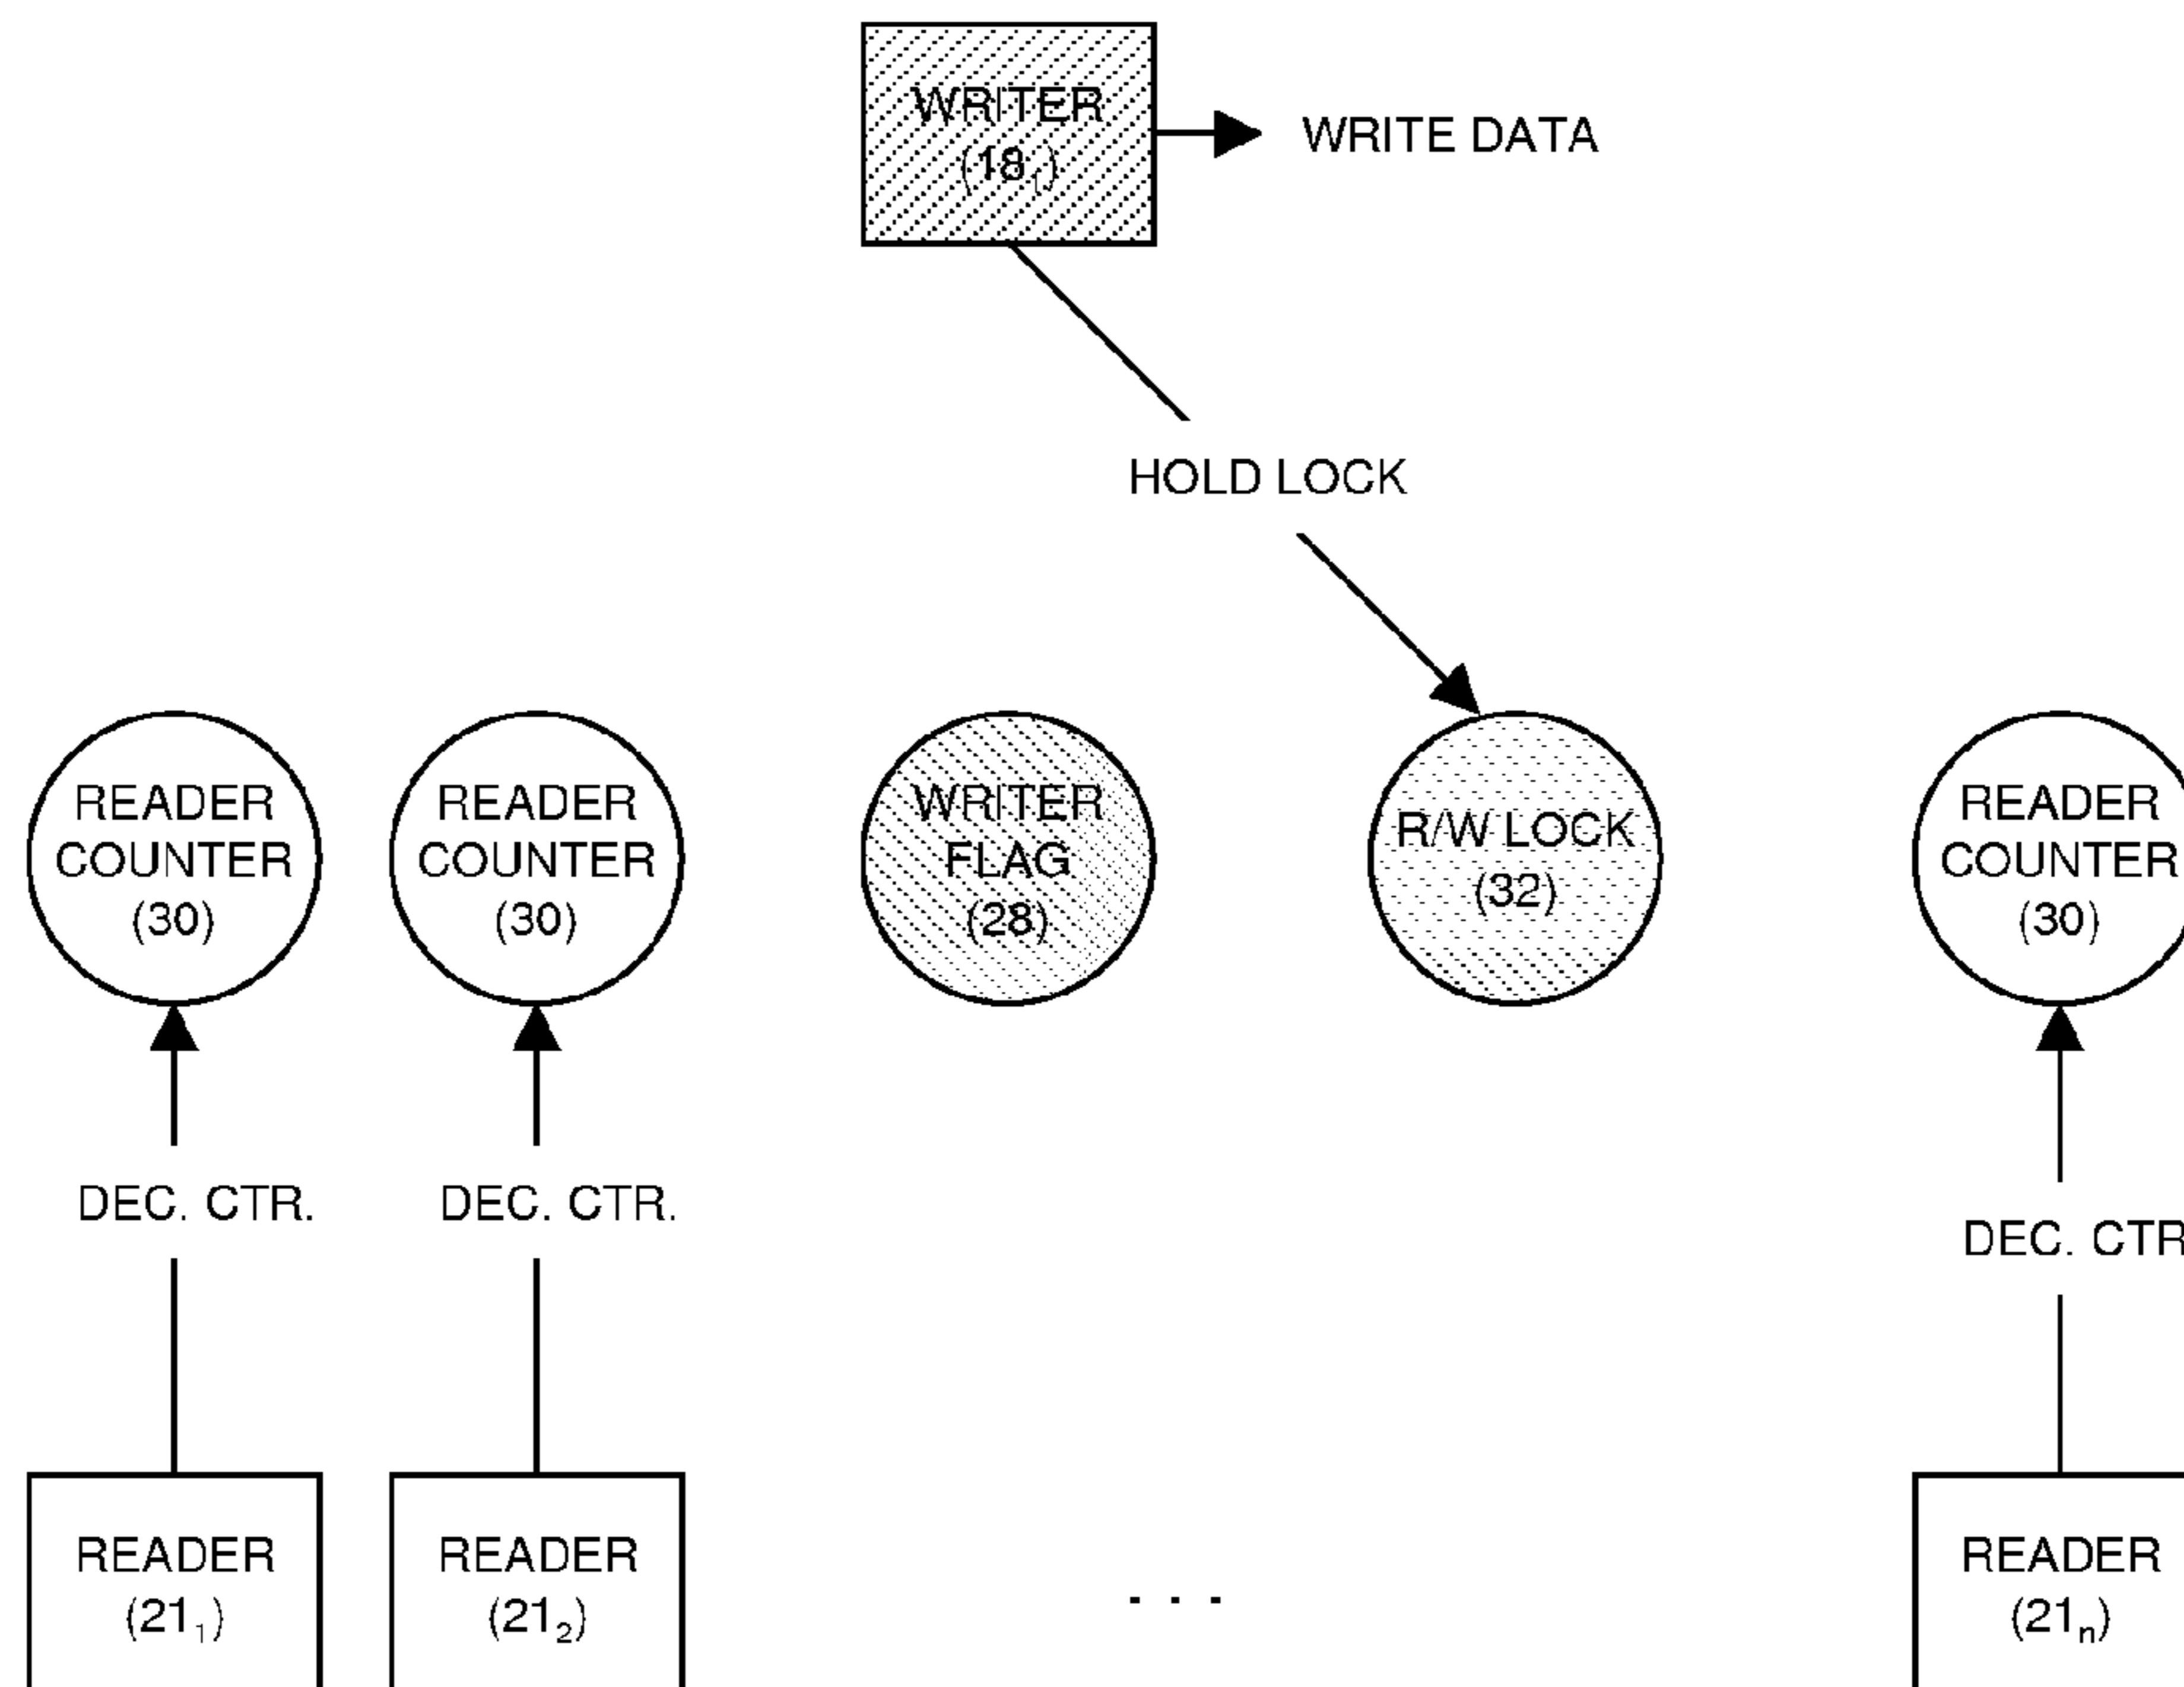 WRITER
(18₁)
WRITE DATA
HOLD LOCK
READER
COUNTER
(30)
READER
COUNTER
(30)
WRITER
FLAG
(28)
R/W LOCK
(32)
READER
COUNTER
(30)
DEC. CTR.
DEC. CTR.
DEC. CTR
READER
(21₁)
READER
(21₂)
. . .
READER
(21ₙ)